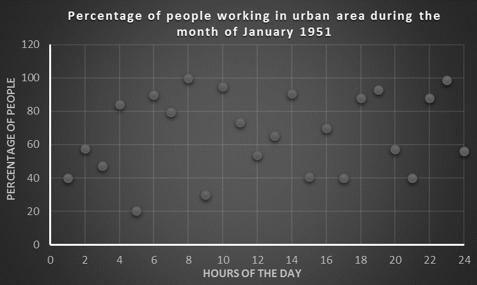 Percentage of people working in urban area during the
month of January 1951
120
100
80
60
40
20
0
PERCENTAGE OF PEOPLE
0 2 4 6 8 10 12 14 16 18 20 22 24
HOURS OF THE DAY